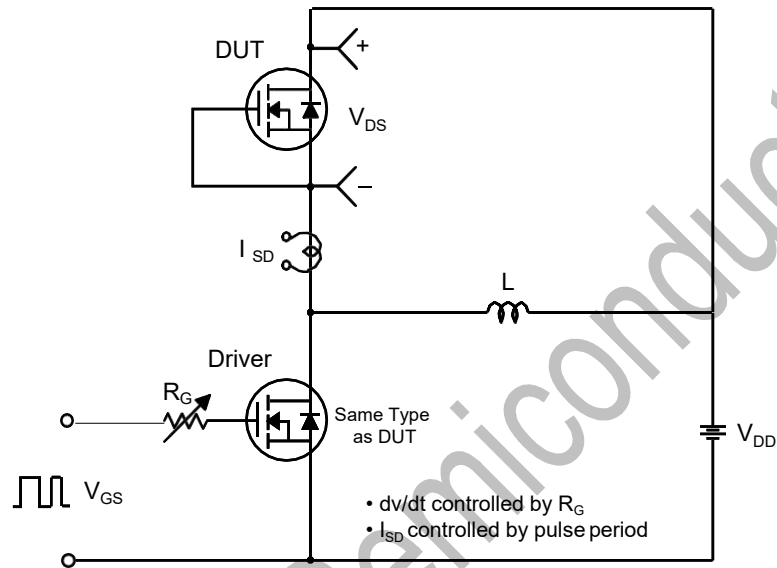 DUT
+
V_DS
–
I_SD
L
Driver
R_G
Same Type
as DUT
V_DD
V_GS
• dv/dt controlled by R_G
• I_SD controlled by pulse period
emiconduc